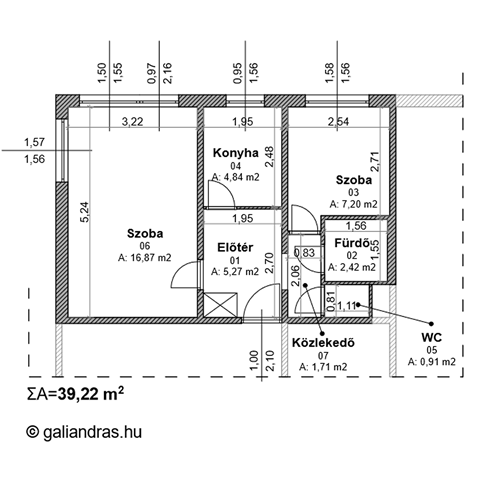 1,50
1,55
0,97
2,16
0,95
1,56
1,58
1,56
3,22
1,95
2,54
1,57
1,56
Konyha
04
A: 4,84 m2
2,48
2,71
Szoba
03
A: 7,20 m2
5,24
1,95
1,56
Szoba
06
A: 16,87 m2
Előtér
01
A: 5,27 m2
2,70
0,83
2,06
Fürdő
02
A: 2,42 m2
1,55
0,81
1,11
1,00
2,10
Közlekedő
07
A: 1,71 m2
WC
05
A: 0,91 m2
ΣA=39,22 m²
© galiandras.hu